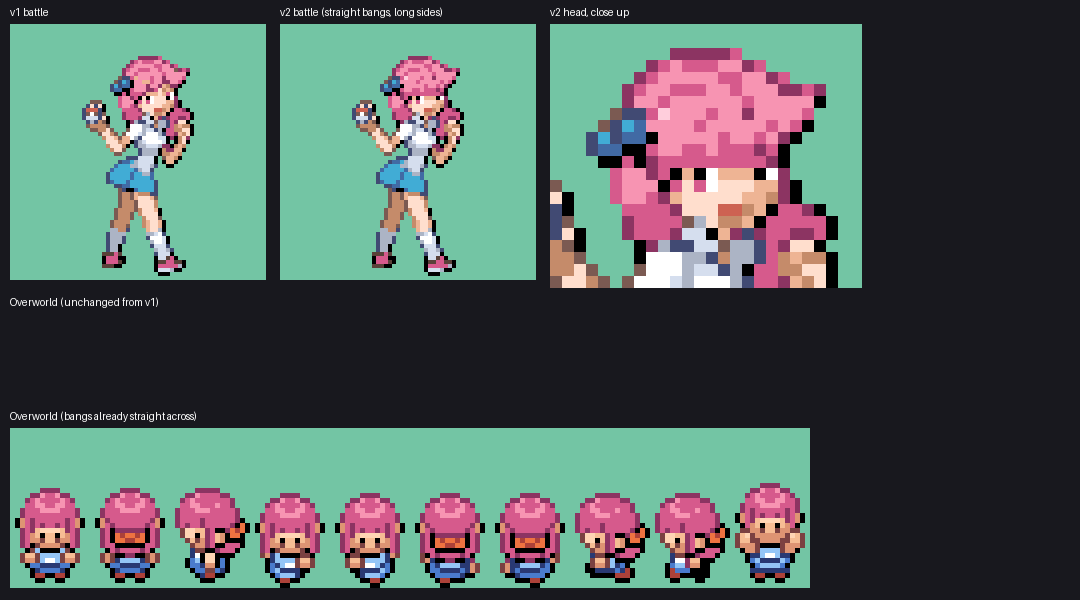 v1 battle
v2 battle (straight bangs, long sides)
v2 head, close up
Overworld (unchanged from v1)
Overworld (bangs already straight across)